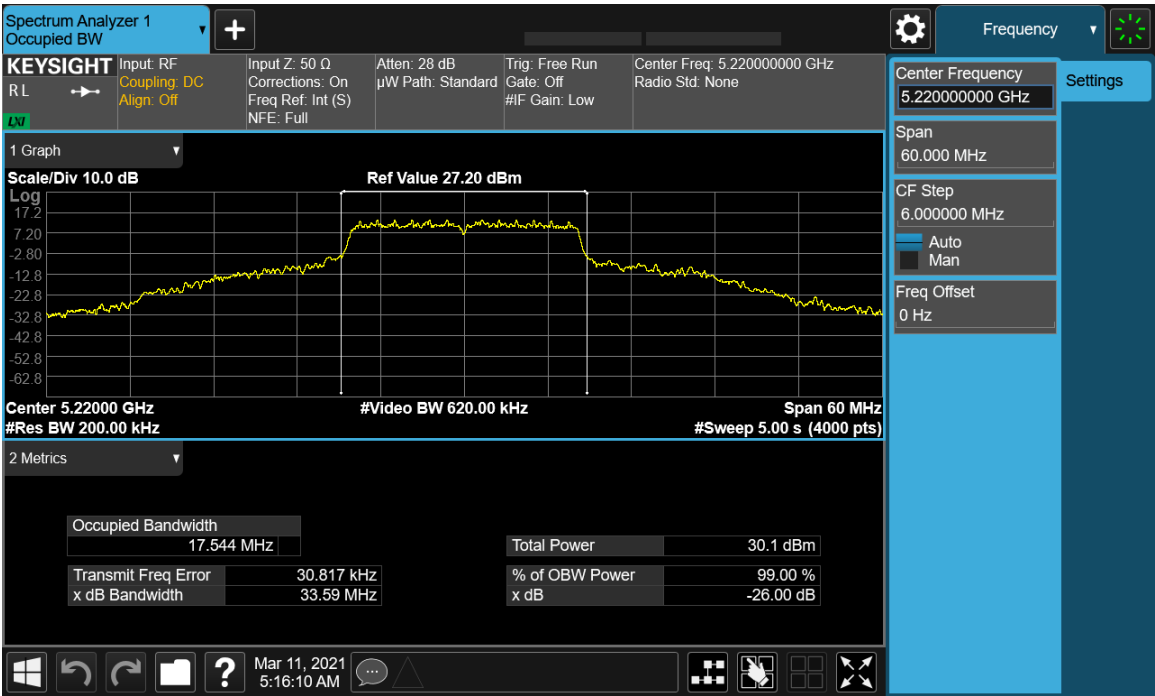 Spectrum Analyzer 1
Occupied BW
Frequency
KEYSIGHT
R L
LXI
Input: RF
Coupling: DC
Align: Off
Input Z: 50 Ω
Corrections: On
Freq Ref: Int (S)
NFE: Full
Atten: 28 dB
µW Path: Standard
Trig: Free Run
Gate: Off
#IF Gain: Low
Center Freq: 5.220000000 GHz
Radio Std: None
Center Frequency
5.220000000 GHz
Settings
Span
60.000 MHz
CF Step
6.000000 MHz
Auto
Man
Freq Offset
0 Hz
1 Graph
Scale/Div 10.0 dB
Ref Value 27.20 dBm
Log
17.2
7.20
-2.80
-12.8
-22.8
-32.8
-42.8
-52.8
-62.8
Center 5.22000 GHz
#Video BW 620.00 kHz
Span 60 MHz
#Res BW 200.00 kHz
#Sweep 5.00 s (4000 pts)
2 Metrics
Occupied Bandwidth
17.544 MHz
Total Power 30.1 dBm
Transmit Freq Error 30.817 kHz
% of OBW Power 99.00 %
x dB Bandwidth 33.59 MHz
x dB -26.00 dB
?
Mar 11, 2021
5:16:10 AM